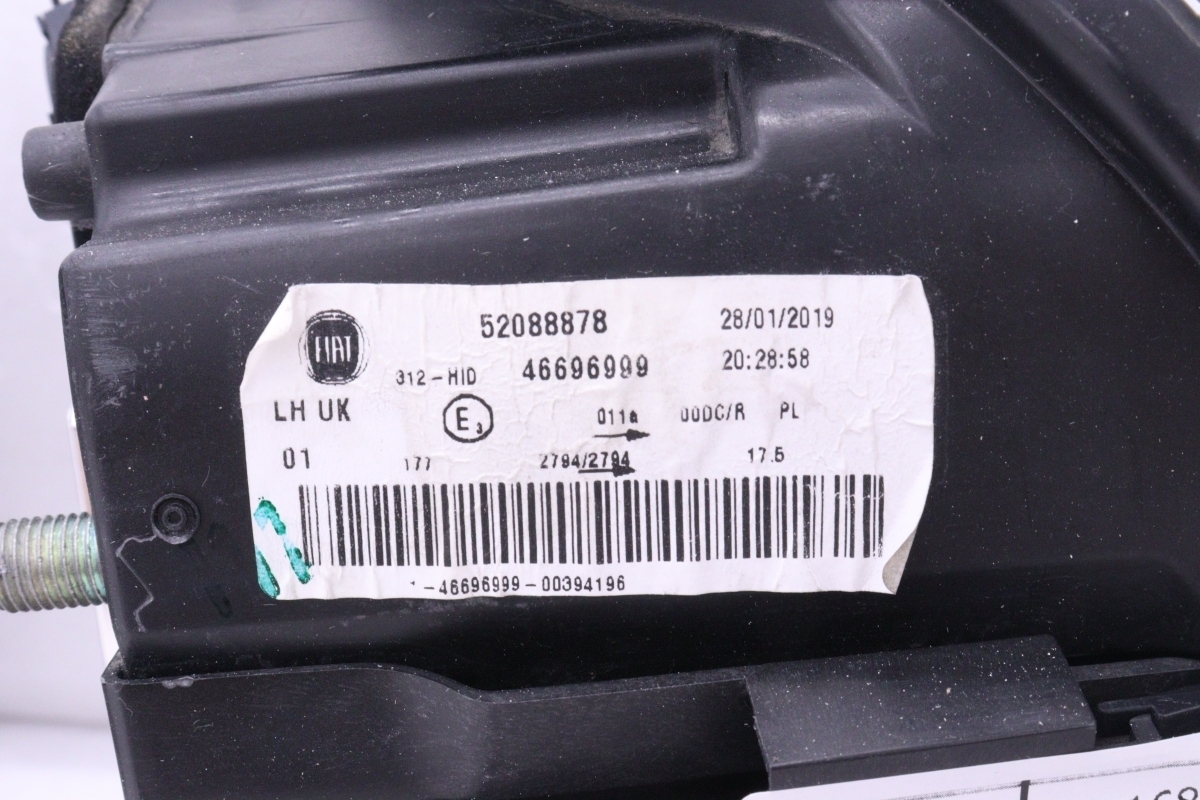 FIAT
52088878 28/01/2019
312-HID 46696999 20:28:58
LH UK E3 011a 00DC/R PL
01 177 2794/2794 17.5
-46696999-00394196